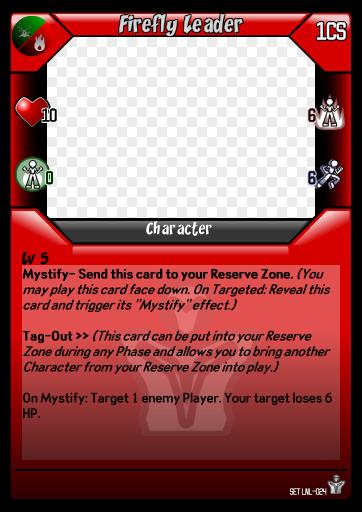 Firefly Leader
1CS
10
6
0
6
Character
Lv 5
Mystify- Send this card to your Reserve Zone. (You
may play this card face down. On Targeted: Reveal this
card and trigger its "Mystify" effect.)
Tag-Out >> (This card can be put into your Reserve
Zone during any Phase and allows you to bring another
Character from your Reserve Zone into play.)
On Mystify: Target 1 enemy Player. Your target loses 6
HP.
SET LNL-024